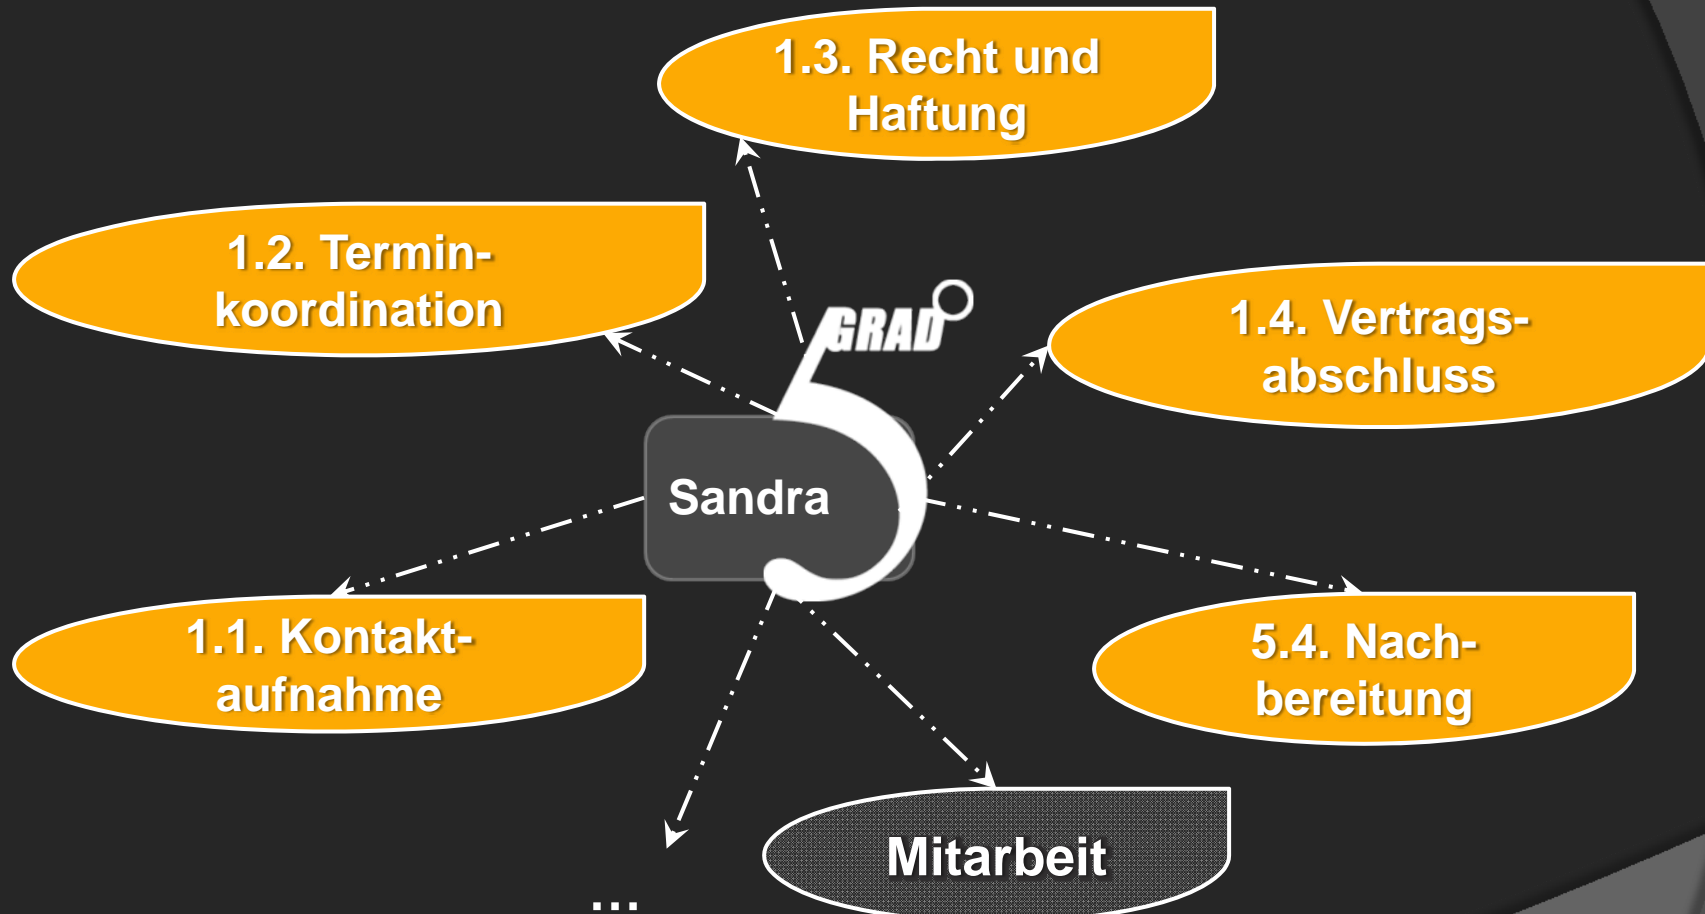 1.3. Recht und
Haftung
1.2. Termin-
koordination
GRAD
5
1.4. Vertrags-
abschluss
Sandra
1.1. Kontakt-
aufnahme
5.4. Nach-
bereitung
Mitarbeit
...